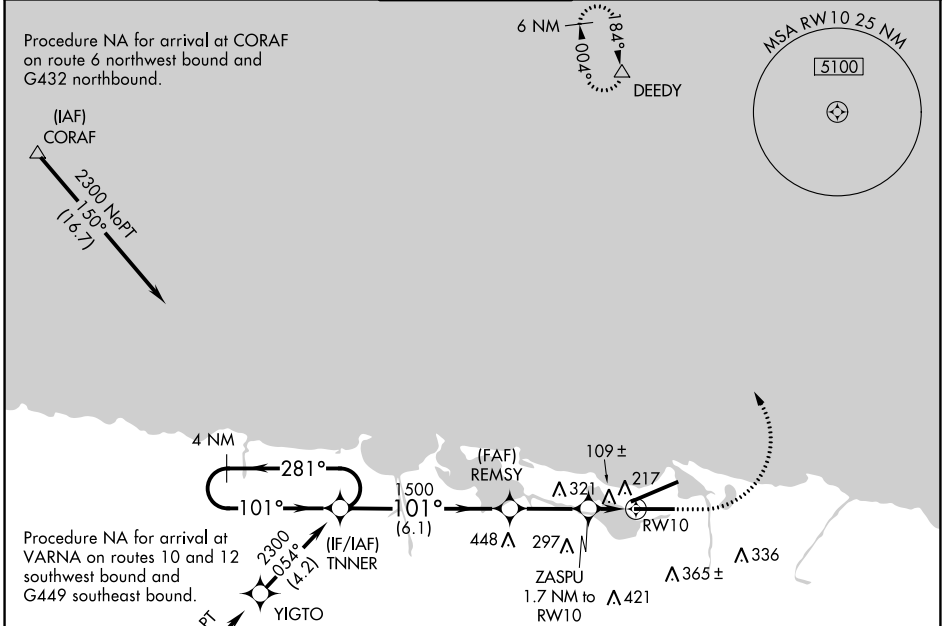 Procedure NA for arrival at CORAF
on route 6 northwest bound and
G432 northbound.
(IAF)
CORAF
2300 NoPT
150°
(16.7)
6 NM
184°
004°
DEEDY
MSA RW10 25 NM
5100
4 NM
281°
101°
1500
101°
(6.1)
(FAF)
REMSY
109 ±
321
217
RW10
448
297
(IF/IAF)
TNNER
ZASPU
1.7 NM to
RW10
336
365 ±
421
Procedure NA for arrival at
VARNA on routes 10 and 12
southwest bound and
G449 southeast bound.
2300
054°
(4.2)
YIGTO
PT